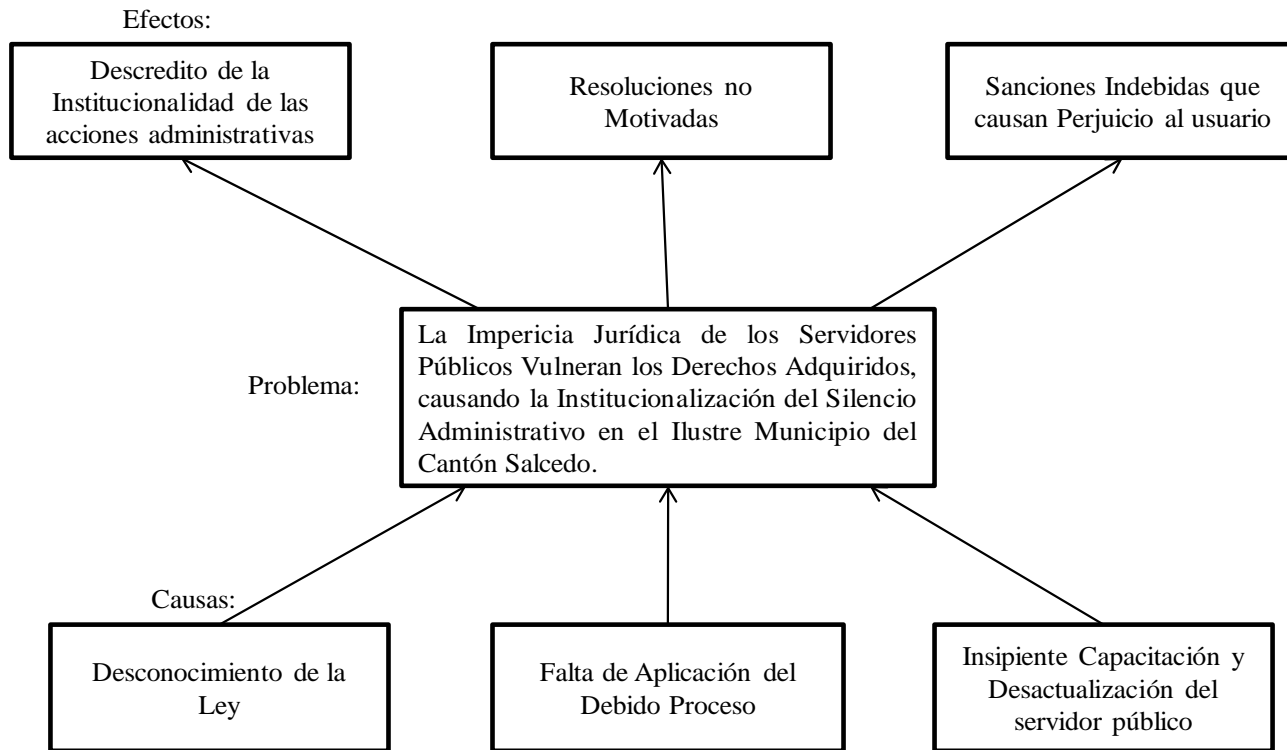 Efectos:
Descredito de la
Institucionalidad de las
acciones administrativas
Resoluciones no
Motivadas
Sanciones Indebidas que
causan Perjuicio al usuario
Problema:
La Impericia Jurídica de los Servidores
Públicos Vulneran los Derechos Adquiridos,
causando la Institucionalización del Silencio
Administrativo en el Ilustre Municipio del
Cantón Salcedo.
Causas:
Desconocimiento de la
Ley
Falta de Aplicación del
Debido Proceso
Insipiente Capacitación y
Desactualización del
servidor público